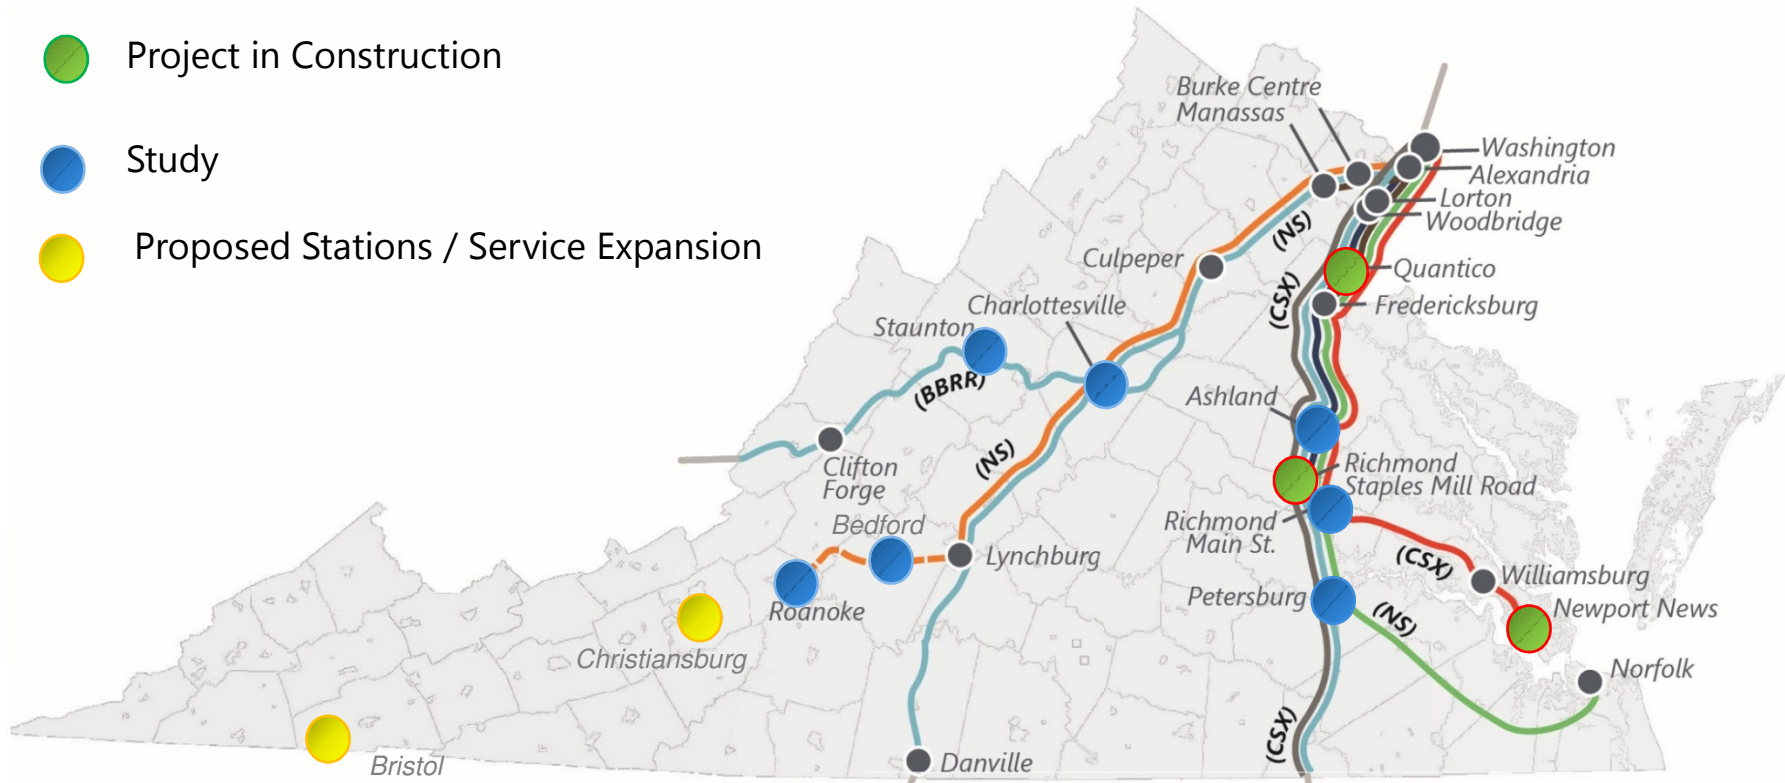 Project in Construction
Study
Proposed Stations / Service Expansion
Burke Centre
Manassas
Washington
Alexandria
Lorton
Woodbridge
(NS)
Culpeper
Quantico
(CSX)
Fredericksburg
Charlottesville
Staunton
(BBRR)
Ashland
Clifton
Forge
(NS)
Richmond
Staples Mill Road
Richmond
Main St.
Bedford
Lynchburg
(CSX)
Williamsburg
Roanoke
Petersburg
(NS)
Newport News
Christiansburg
Norfolk
(CSX)
Bristol
Danville